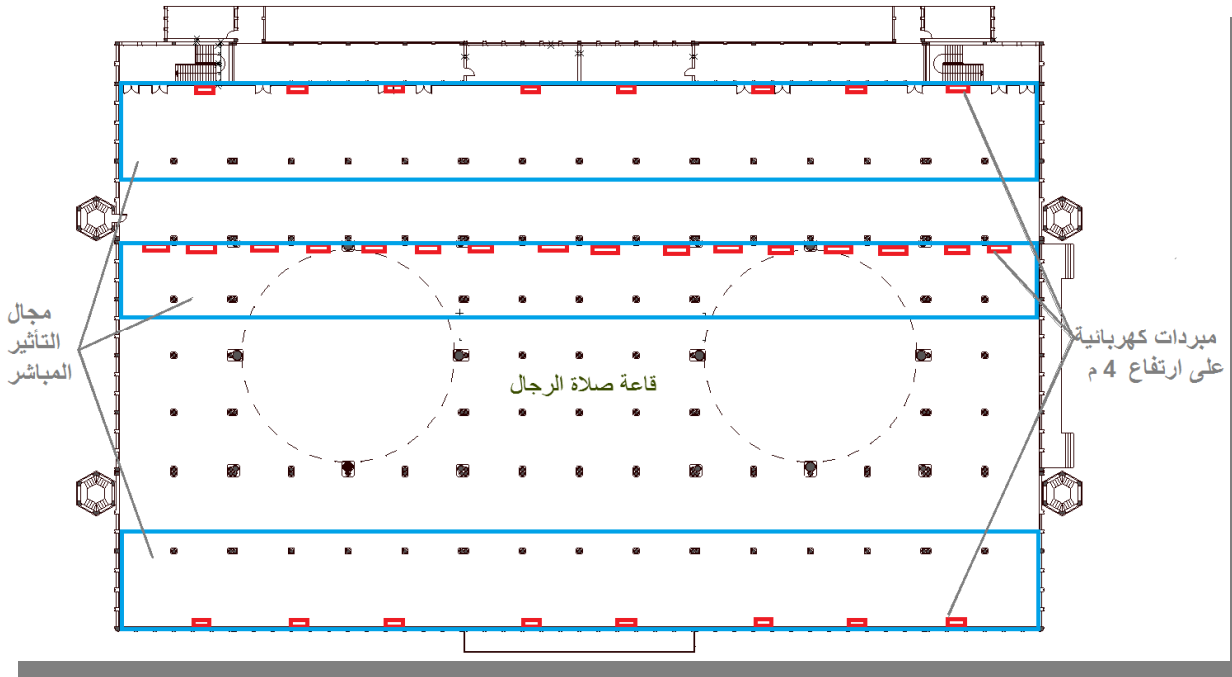 مجال
التأثير
المباشر
قاعة صلاة الرجال
مبردات كهربائية
على ارتفاع 4 م